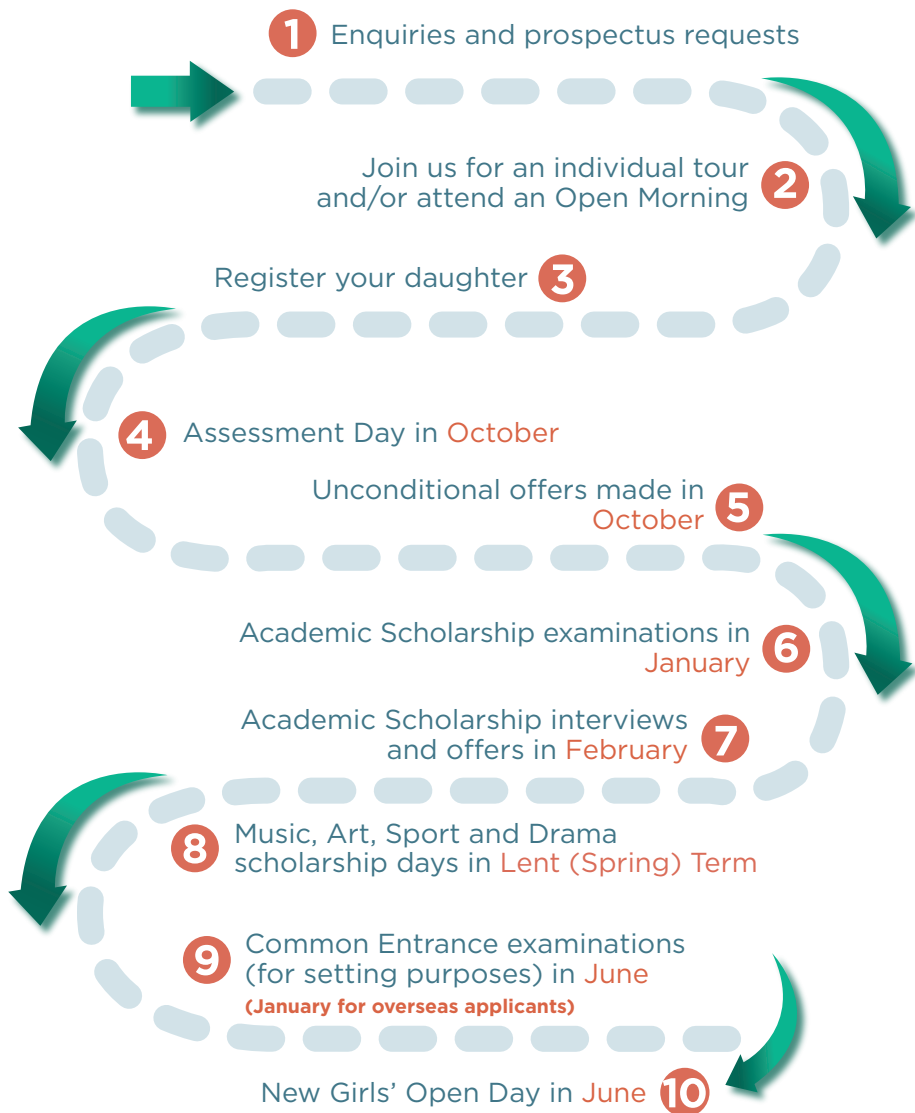 1 Enquiries and prospectus requests
Join us for an individual tour
and/or attend an Open Morning 2
Register your daughter 3
4 Assessment Day in October
Unconditional offers made in
October 5
Academic Scholarship examinations in
January 6
Academic Scholarship interviews
and offers in February 7
8 Music, Art, Sport and Drama
scholarship days in Lent (Spring) Term
9 Common Entrance examinations
(for setting purposes) in June
(January for overseas applicants)
New Girls' Open Day in June 10